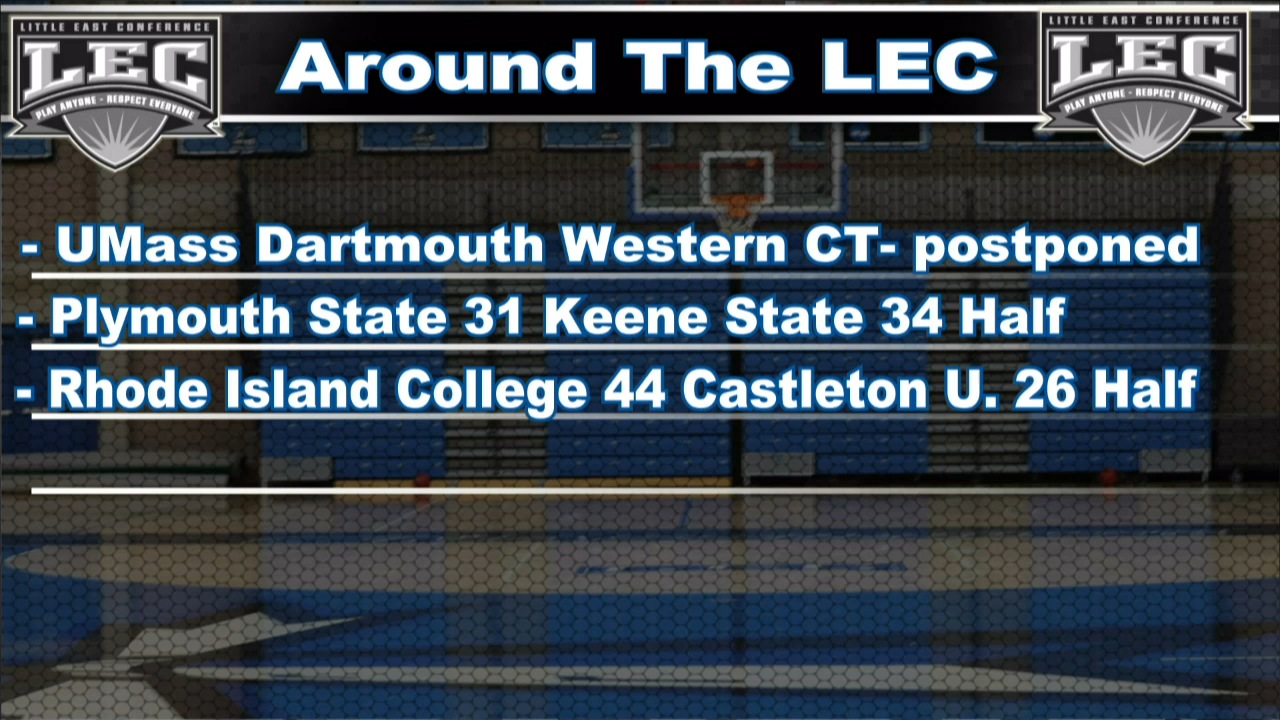 LITTLE EAST CONFERENCE
LEC
PLAY ANYONE - RESPECT EVERYONE
Around The LEC
LITTLE EAST CONFERENCE
LEC
PLAY ANYONE - RESPECT EVERYONE
- UMass Dartmouth Western CT- postponed
- Plymouth State 31 Keene State 34 Half
- Rhode Island College 44 Castleton U. 26 Half